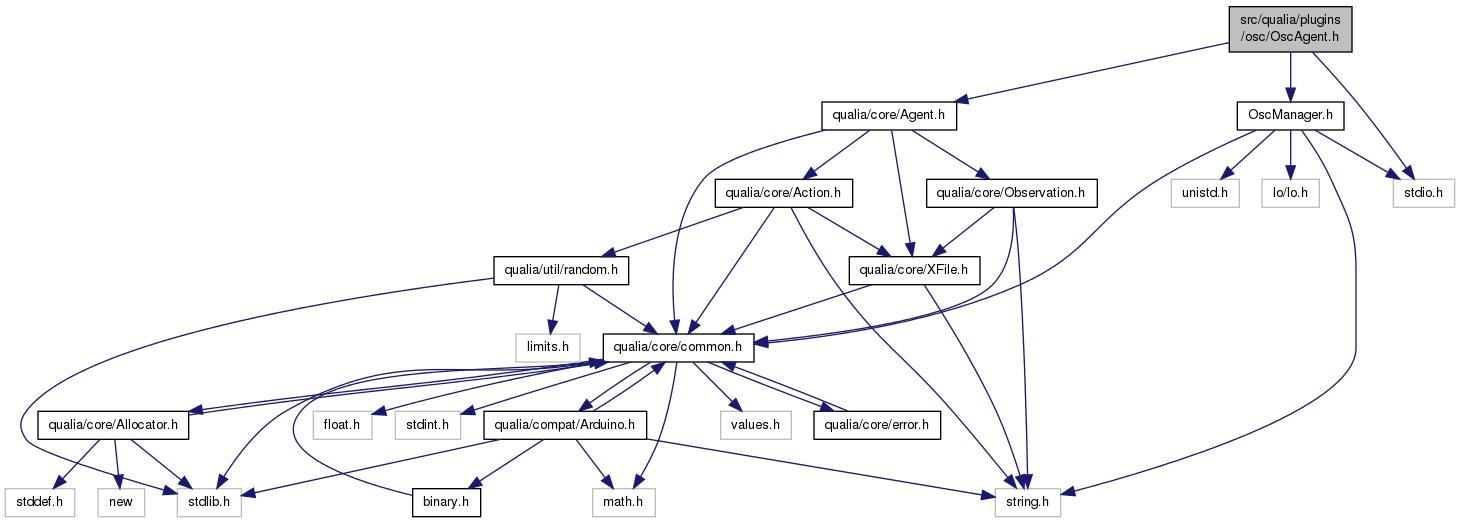 src/qualia/plugins
/osc/OscAgent.h
qualia/core/Agent.h
OscManager.h
qualia/core/Action.h
qualia/core/Observation.h
unistd.h
lo/lo.h
stdio.h
qualia/util/random.h
qualia/core/XFile.h
limits.h
qualia/core/common.h
qualia/core/Allocator.h
float.h
stdint.h
qualia/compat/Arduino.h
values.h
qualia/core/error.h
stddef.h
new
stdlib.h
binary.h
math.h
string.h